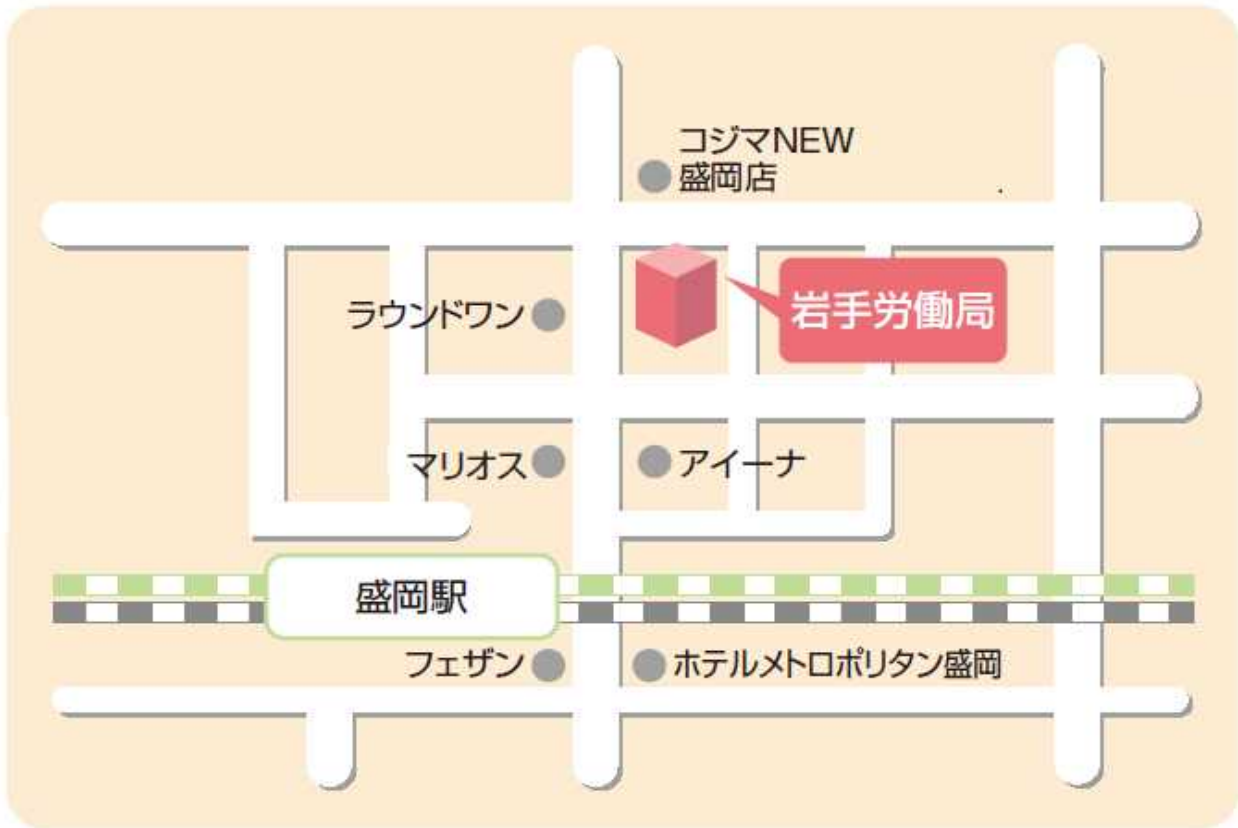 コジマNEW
盛岡店
ラウンドワン
岩手労働局
マリオス
アイーナ
盛岡駅
フェザン
ホテルメトロポリタン盛岡